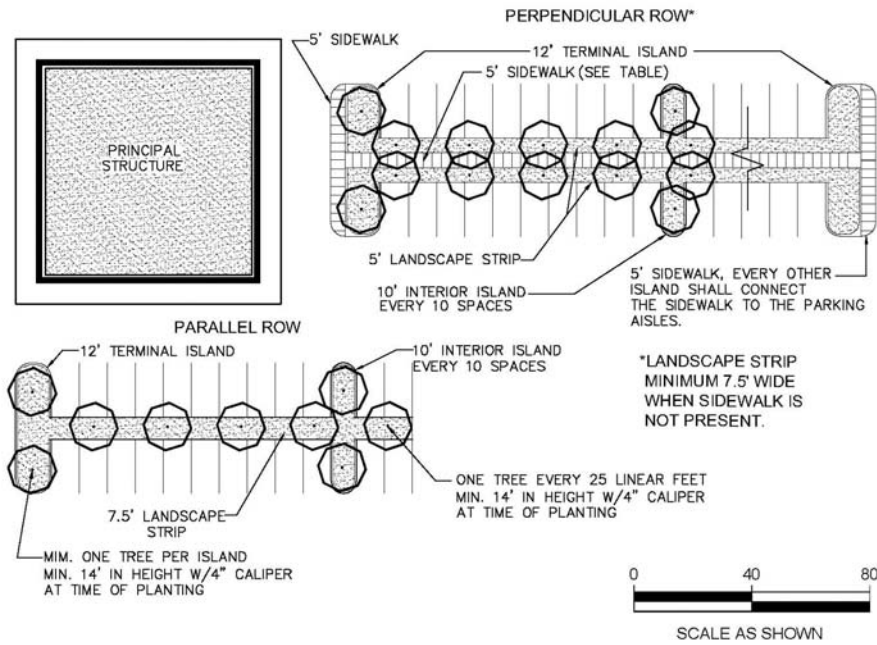 PERPENDICULAR ROW*
5' SIDEWALK
12' TERMINAL ISLAND
5' SIDEWALK (SEE TABLE)
PRINCIPAL
STRUCTURE
5' LANDSCAPE STRIP
10' INTERIOR ISLAND
EVERY 10 SPACES
5' SIDEWALK, EVERY OTHER
ISLAND SHALL CONNECT
THE SIDEWALK TO THE PARKING
AISLES.
PARALLEL ROW
12' TERMINAL ISLAND
10' INTERIOR ISLAND
EVERY 10 SPACES
*LANDSCAPE STRIP
MINIMUM 7.5' WIDE
WHEN SIDEWALK IS
NOT PRESENT.
ONE TREE EVERY 25 LINEAR FEET
MIN. 14' IN HEIGHT W/4" CALIPER
AT TIME OF PLANTING
7.5' LANDSCAPE
STRIP
MIM. ONE TREE PER ISLAND
MIN. 14' IN HEIGHT W/4" CALIPER
AT TIME OF PLANTING
0 40 80
SCALE AS SHOWN